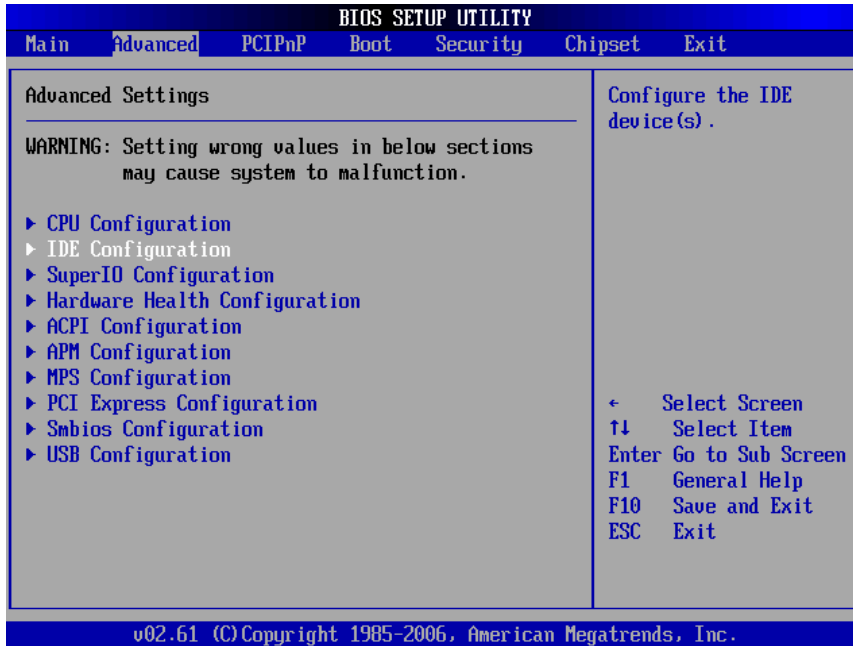 BIOS SETUP UTILITY
Main Advanced PCIPnP Boot Security Chipset Exit
Advanced Settings
WARNING: Setting wrong values in below sections
may cause system to malfunction.
▶ CPU Configuration
▶ IDE Configuration
▶ SuperIO Configuration
▶ Hardware Health Configuration
▶ ACPI Configuration
▶ APM Configuration
▶ MPS Configuration
▶ PCI Express Configuration
▶ Smbios Configuration
▶ USB Configuration
Configure the IDE
device(s).
← Select Screen
↑↓ Select Item
Enter Go to Sub Screen
F1 General Help
F10 Save and Exit
ESC Exit
v02.61 (C)Copyright 1985-2006, American Megatrends, Inc.